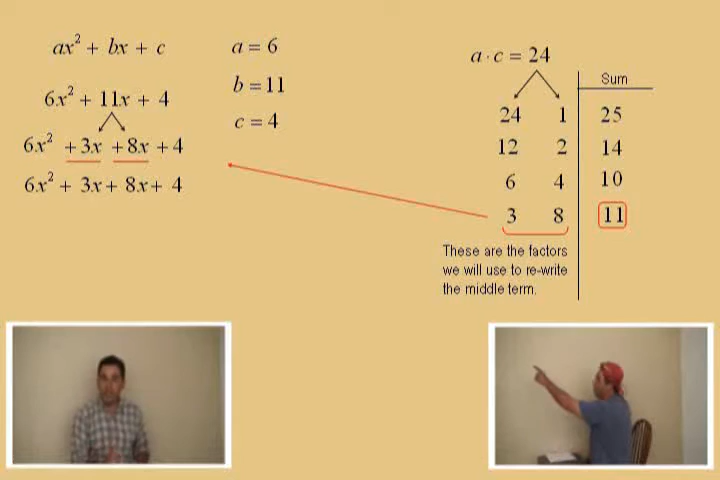 ax² + bx + c
a = 6
6x² + 11x + 4
b = 11
c = 4
6x² + 3x + 8x + 4
6x² + 3x + 8x + 4
a · c = 24
Sum
24 1 25
12 2 14
6 4 10
3 8 11
These are the factors
we will use to re-write
the middle term.